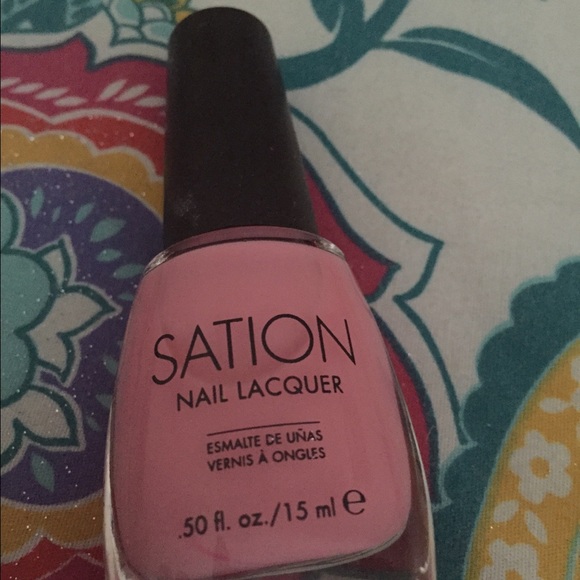 SATION
NAIL LACQUER
ESMALTE DE UÑAS
VERNIS À ONGLES
.50 fl. oz./15 ml ℮